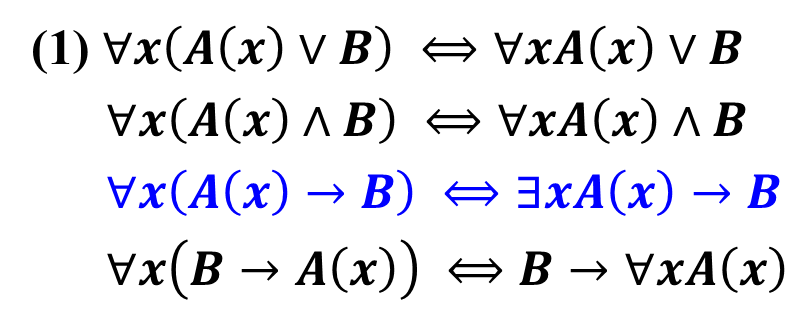 (1) ∀x(A(x) ∨ B) ⟺ ∀xA(x) ∨ B
∀x(A(x) ∧ B) ⟺ ∀xA(x) ∧ B
∀x(A(x) → B) ⟺ ∃xA(x) → B
∀x(B → A(x)) ⟺ B → ∀xA(x)